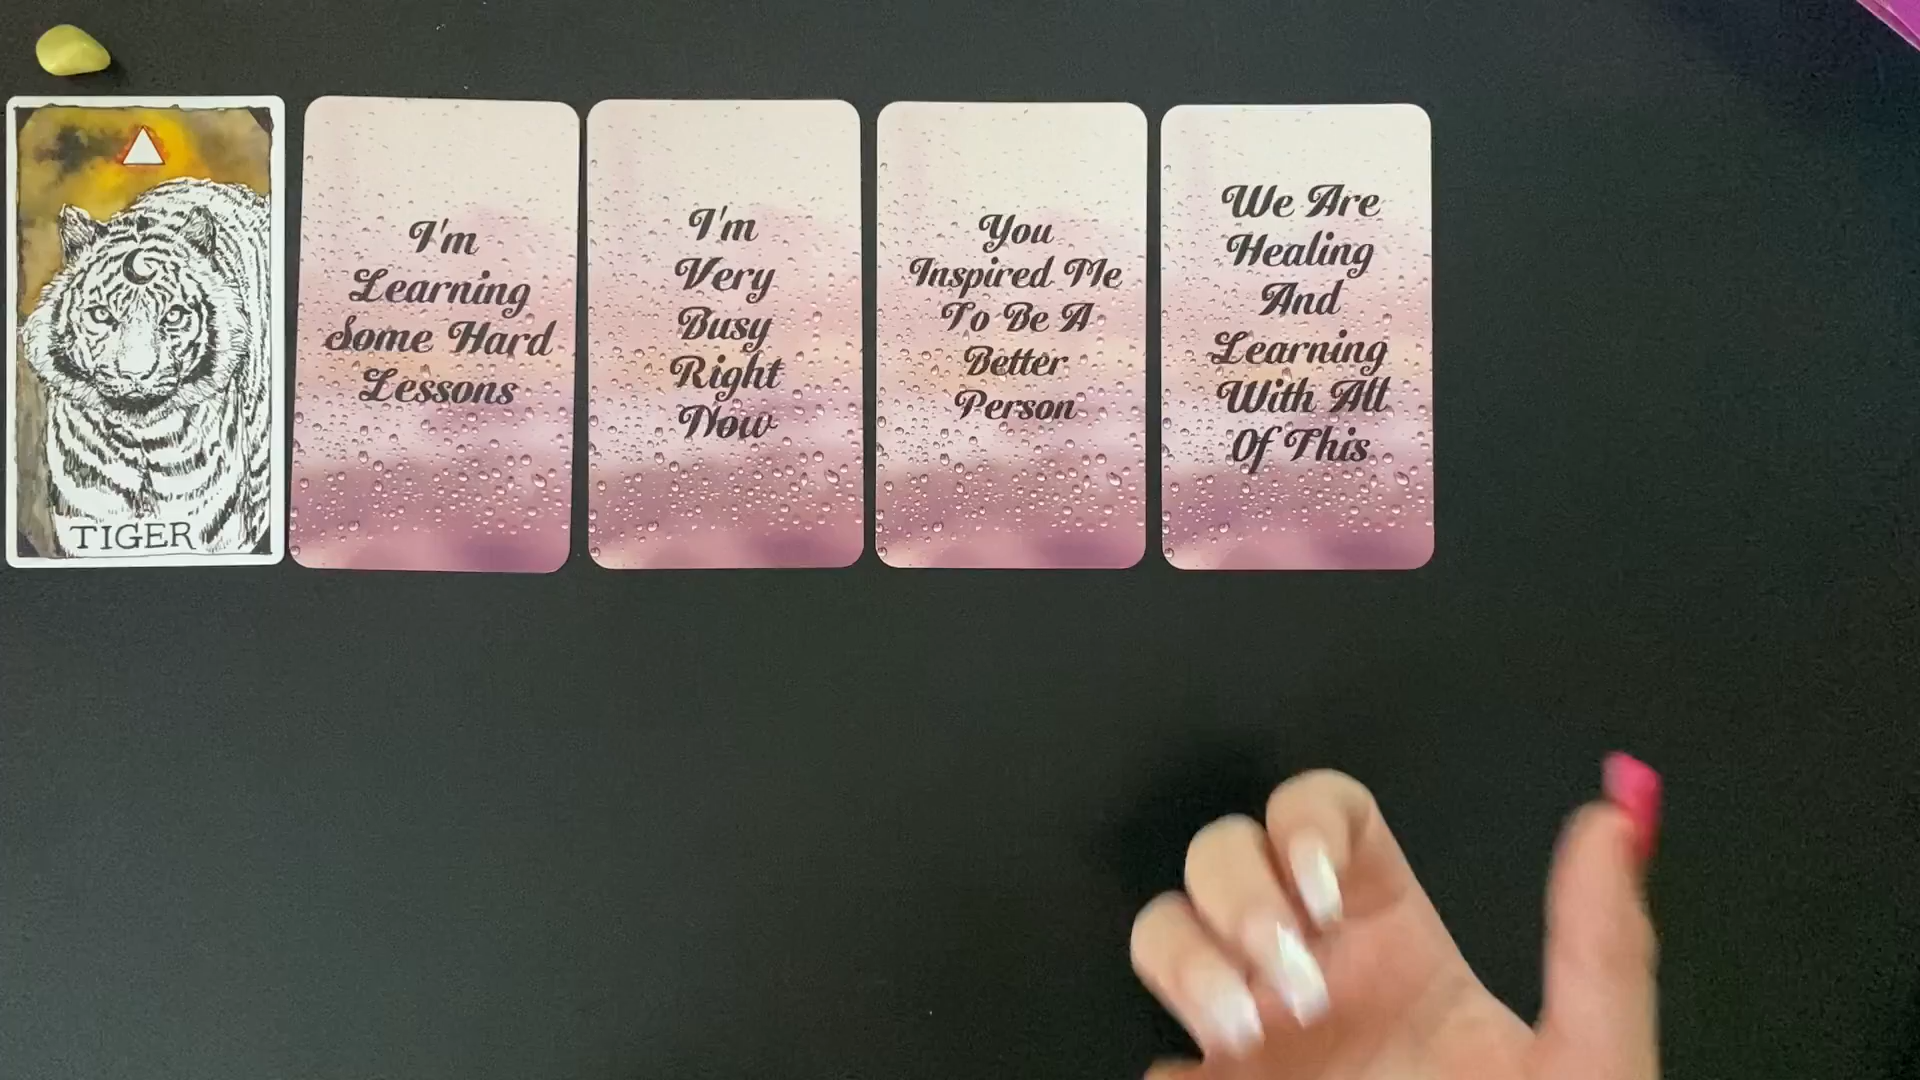 TIGER
I'm
Learning
Some Hard
Lessons
I'm
Very
Busy
Right
Now
You
Inspired Me
To Be A
Better
Person
We Are
Healing
And
Learning
With All
Of This